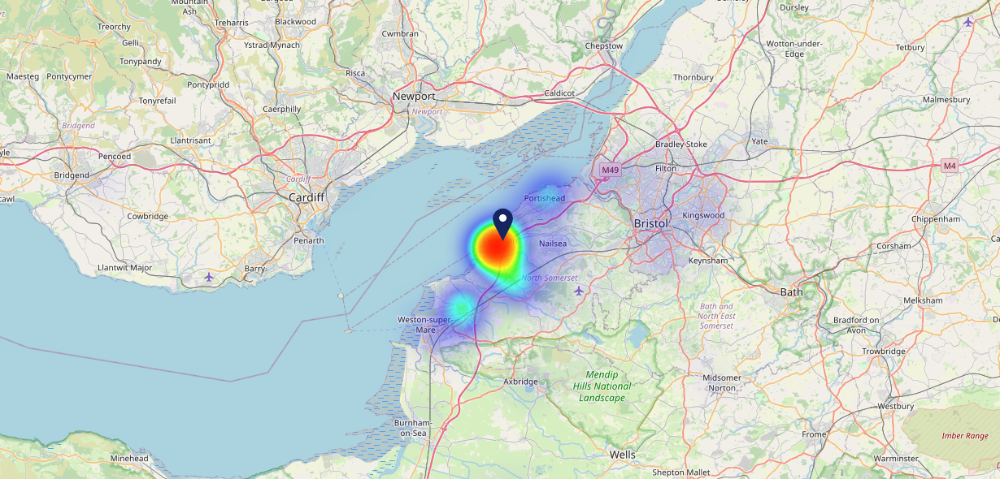 Mountain
Ash
Dursley
Treorchy
Treharris
Blackwood
Cwmbran
Gelli
Ystrad Mynach
Chepstow
Wotton-under-
Edge
Tetbury
Tonypandy
Maesteg
Pontycymer
Risca
Thornbury
Pontypridd
Newport
Caldicot
Tonyrefail
Caerphilly
Newport
Malmesbury
Bridgend
Llantrisant
Bradley Stoke
Yate
Pencoed
M49
Filton
M4
Bridgend
Cardiff
Cardiff
Portishead
Cowbridge
Bristol
Kingswood
Chippenham
Penarth
Nailsea
Corsham
Llantwit Major
Barry
Keynsham
North Somerset
Bath
Melksham
Bath and
North East
Somerset
Weston-super-
Mare
Bradford on
Avon
Trowbridge
Axbridge
Mendip
Hills National
Landscape
Midsomer
Norton
Westbury
Burnham-
on-Sea
Frome
Imber Range
Minehead
Wells
Warminster
Shepton Mallet